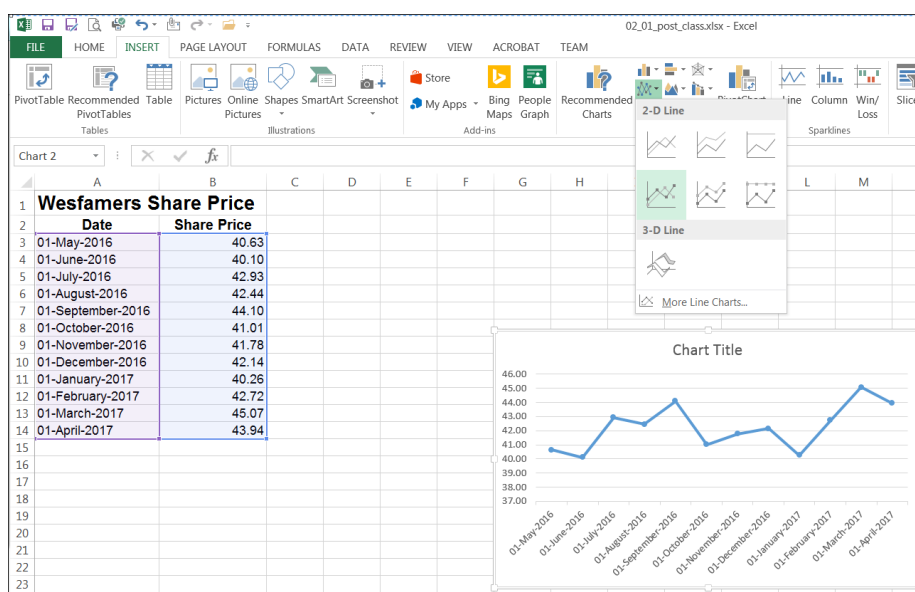 02_01_post_class.xlsx - Excel
FILE HOME INSERT PAGE LAYOUT FORMULAS DATA REVIEW VIEW ACROBAT TEAM
PivotTable Recommended PivotTables Table
Pictures Online Pictures Shapes SmartArt Screenshot
Store
My Apps
Bing Maps People Graph
Recommended Charts
Column Win/Loss
Tables Illustrations Add-ins Sparklines
2-D Line
3-D Line
More Line Charts...
Chart 2 fx
A B C D E F G H L M
1 Wesfamers Share Price
2 Date Share Price
3 01-May-2016 40.63
4 01-June-2016 40.10
5 01-July-2016 42.93
6 01-August-2016 42.44
7 01-September-2016 44.10
8 01-October-2016 41.01
9 01-November-2016 41.78
10 01-December-2016 42.14
11 01-January-2017 40.26
12 01-February-2017 42.72
13 01-March-2017 45.07
14 01-April-2017 43.94
15
16
17
18
19
20
21
22
23
Chart Title
46.00
45.00
44.00
43.00
42.00
41.00
40.00
39.00
38.00
37.00
01-May-2016
01-June-2016
01-July-2016
01-August-2016
01-September-2016
01-October-2016
01-November-2016
01-December-2016
01-January-2017
01-February-2017
01-March-2017
01-April-2017